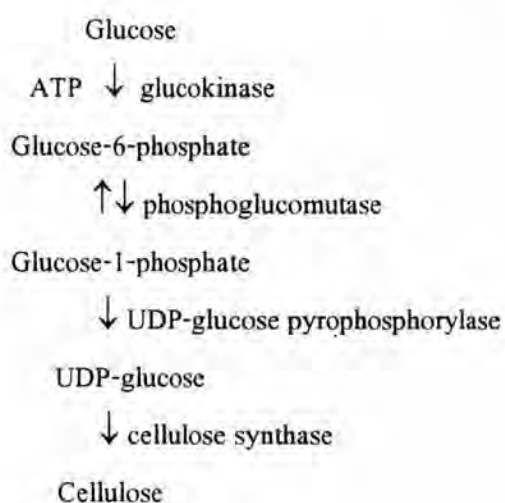 Glucose
ATP ↓ glucokinase
Glucose-6-phosphate
↑↓ phosphoglucomutase
Glucose-1-phosphate
↓ UDP-glucose pyrophosphorylase
UDP-glucose
↓ cellulose synthase
Cellulose